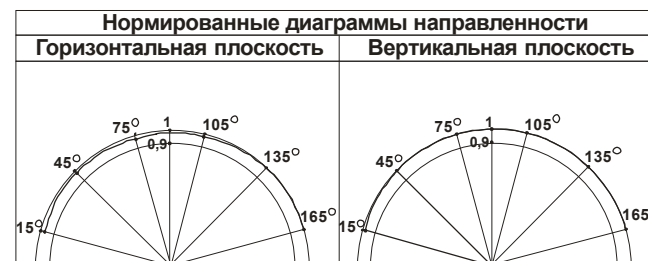 Нормированные диаграммы направленности
Горизонтальная плоскость Вертикальная плоскость
75° 1 105° 75° 1 105°
0,9 0,9
45° 135° 45° 135°
15° 165° 15° 165